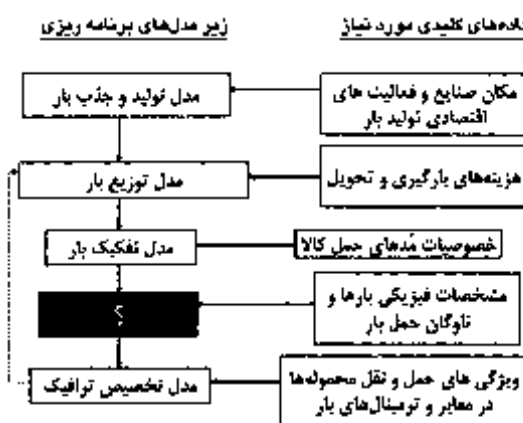 داده‌های کلیدی مورد نیاز
زیر مدل‌های برنامه ریزی
مکان صنایع و فعالیت های
اقتصادی تولید بار
مدل تولید و جذب بار
هزینه‌های بارگیری و تحویل
مدل توزیع بار
خصوصیات مُدهای حمل کالا
مدل تفکیک بار
مشخصات فیزیکی بارها و
ناوگان حمل بار
ویژگی های حمل و نقل محموله‌ها
در معابر و ترمینال‌های بار
مدل تخصیص ترافیک